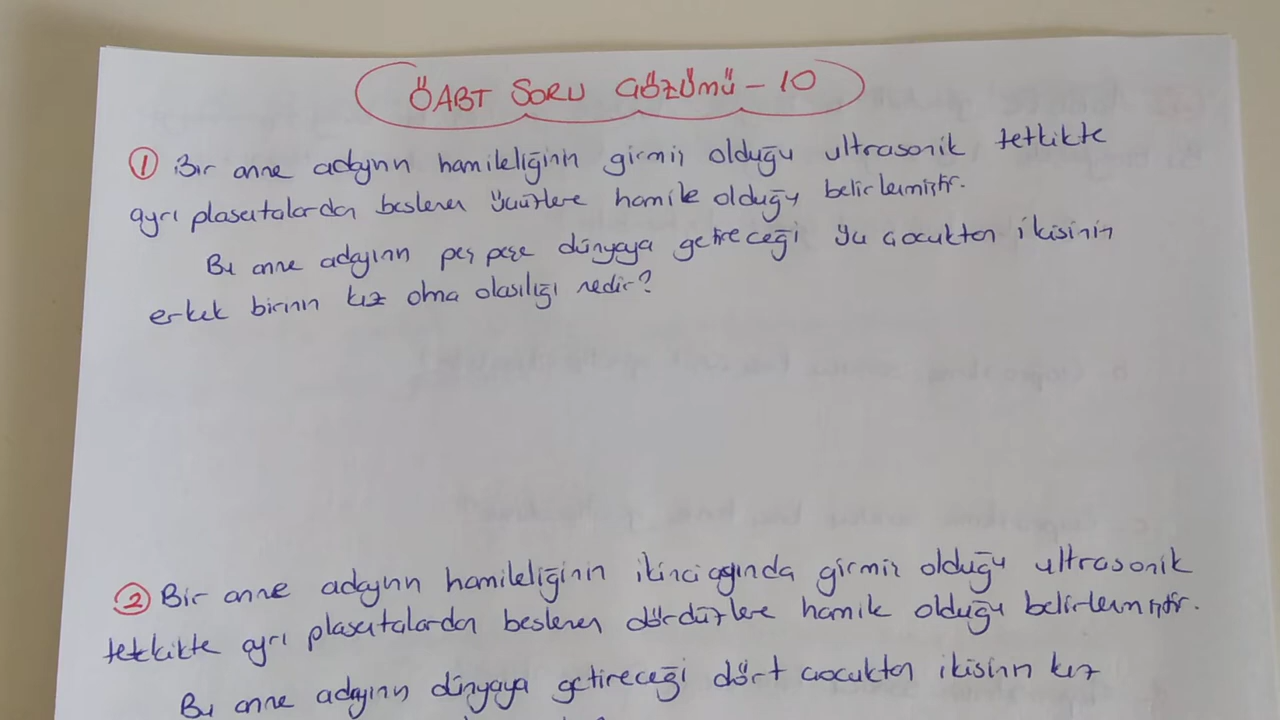 ÖABT SORU ÇÖZÜMÜ - 10
① Bir anne adayının hamileliğinin girmiş olduğu ultrasonik tetkikte
ayrı plasentalardan beslenen üçüzlere hamile olduğu belirlenmiştir.
Bu anne adayının peş peşe dünyaya getireceği üç çocuktan ikisinin
erkek birinin kız olma olasılığı nedir?
② Bir anne adayının hamileliğinin ikinci ayında girmiş olduğu ultrasonik
tetkikte ayrı plasentalardan beslenen dördüzlere hamile olduğu belirlenmiştir.
Bu anne adayının dünyaya getireceği dört çocuktan ikisinin kız